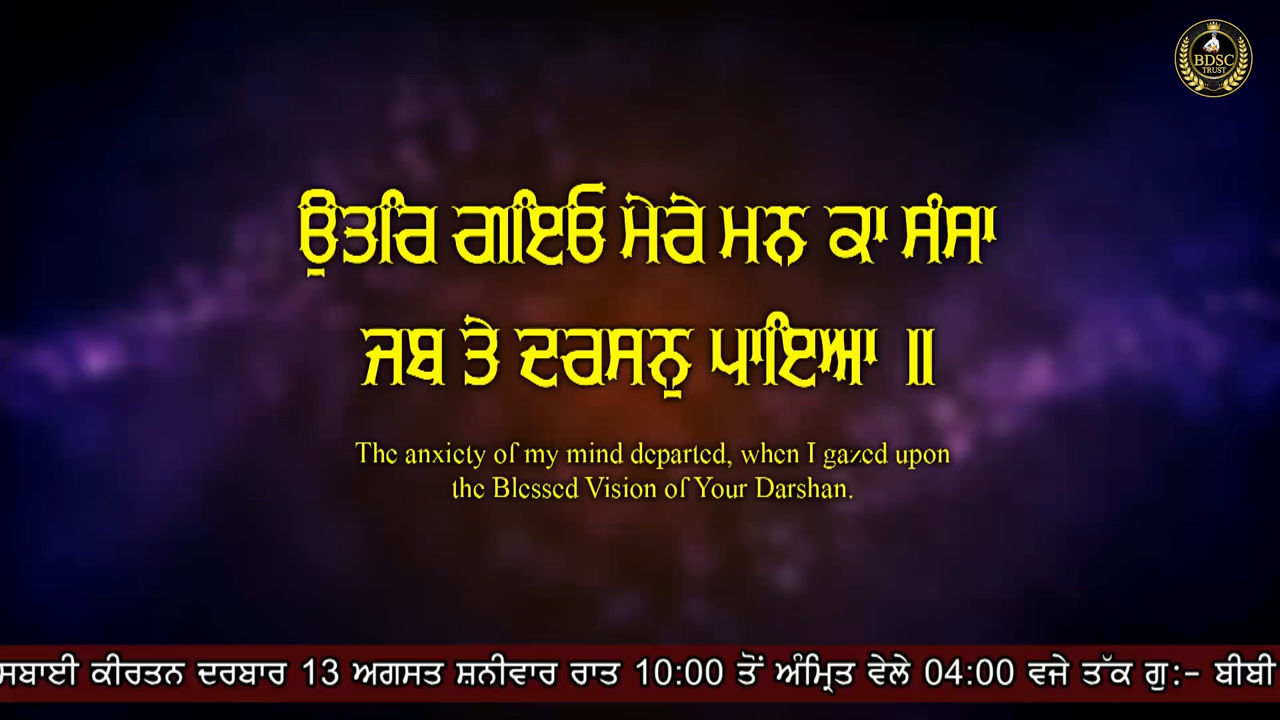 BDSC
TRUST
ਉਤਰਿ ਗਇਓ ਮੇਰੇ ਮਨ ਕਾ ਸੰਸਾ
ਜਬ ਤੇ ਦਰਸਨੁ ਪਾਇਆ ॥
The anxiety of my mind departed, when I gazed upon
the Blessed Vision of Your Darshan.
ਸਬਾਈ ਕੀਰਤਨ ਦਰਬਾਰ 13 ਅਗਸਤ ਸ਼ਨੀਵਾਰ ਰਾਤ 10:00 ਤੋਂ ਅੰਮ੍ਰਿਤ ਵੇਲੇ 04:00 ਵਜੇ ਤੱਕ ਗੁ:- ਬੀਬੀ